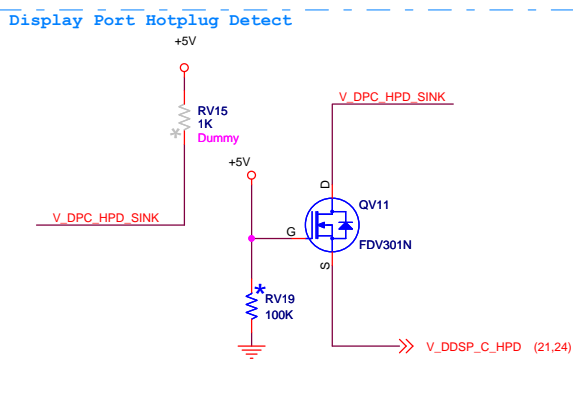 Display Port Hotplug Detect
+5V
RV15
1K
*
Dummy
V_DPC_HPD_SINK
V_DPC_HPD_SINK
+5V
D
QV11
G
FDV301N
S
*
RV19
100K
V_DDSP_C_HPD (21,24)